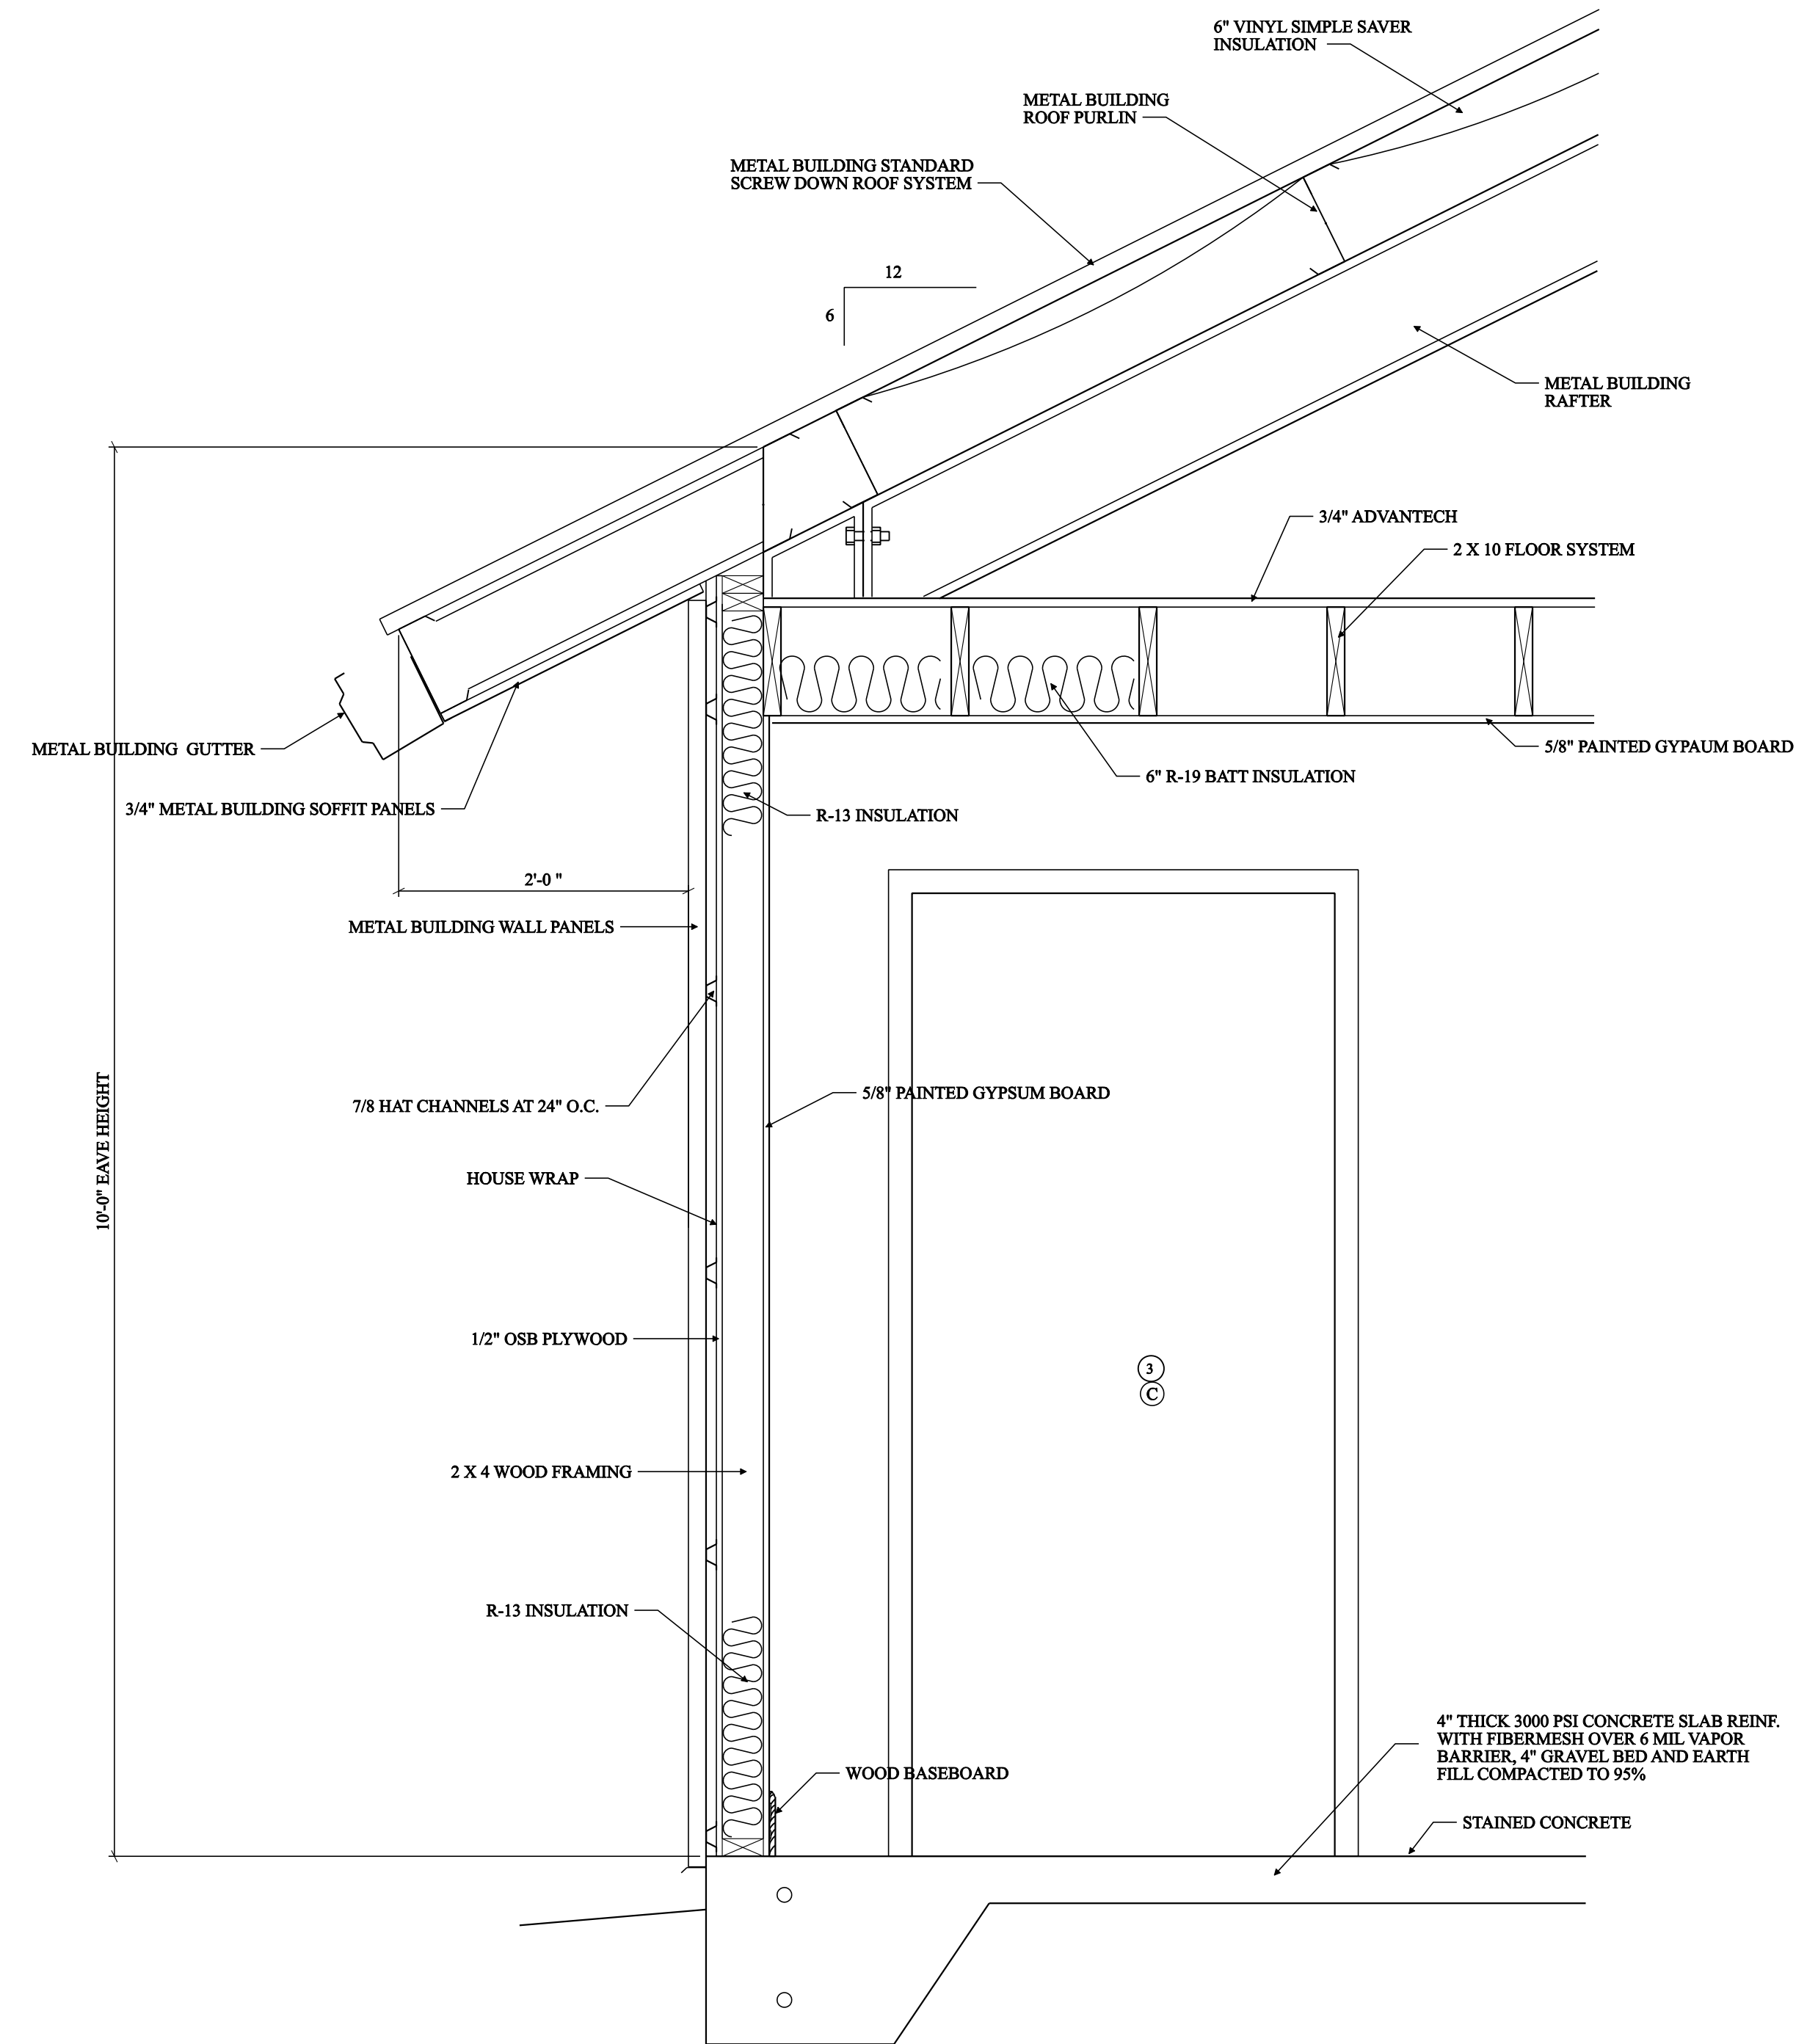 6" VINYL SIMPLE SAVER
INSULATION
METAL BUILDING
ROOF PURLIN
METAL BUILDING STANDARD
SCREW DOWN ROOF SYSTEM
12
6
METAL BUILDING
RAFTER
3/4" ADVANTECH
2 X 10 FLOOR SYSTEM
METAL BUILDING  GUTTER
5/8" PAINTED GYPAUM BOARD
6" R-19 BATT INSULATION
3/4" METAL BUILDING SOFFIT PANELS
R-13 INSULATION
2'-0 "
METAL BUILDING WALL PANELS
10'-0" EAVE HEIGHT
7/8 HAT CHANNELS AT 24" O.C.
5/8" PAINTED GYPSUM BOARD
HOUSE WRAP
1/2" OSB PLYWOOD
3
C
2 X 4 WOOD FRAMING
R-13 INSULATION
4" THICK 3000 PSI CONCRETE SLAB REINF.
WITH FIBERMESH OVER 6 MIL VAPOR
BARRIER, 4" GRAVEL BED AND EARTH
FILL COMPACTED TO 95%
WOOD BASEBOARD
STAINED CONCRETE